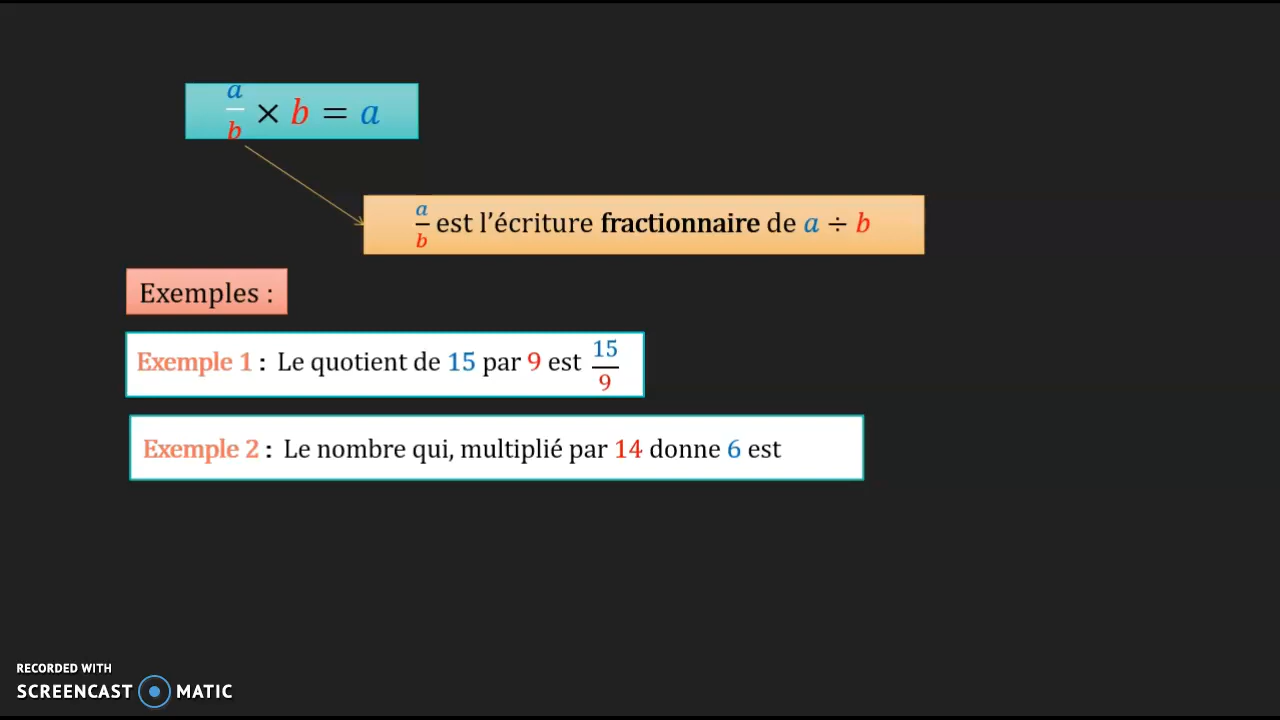 a/b × b = a
a/b est l'écriture fractionnaire de a ÷ b
Exemples :
Exemple 1 : Le quotient de 15 par 9 est 15/9
Exemple 2 : Le nombre qui, multiplié par 14 donne 6 est
RECORDED WITH
SCREENCAST MATIC